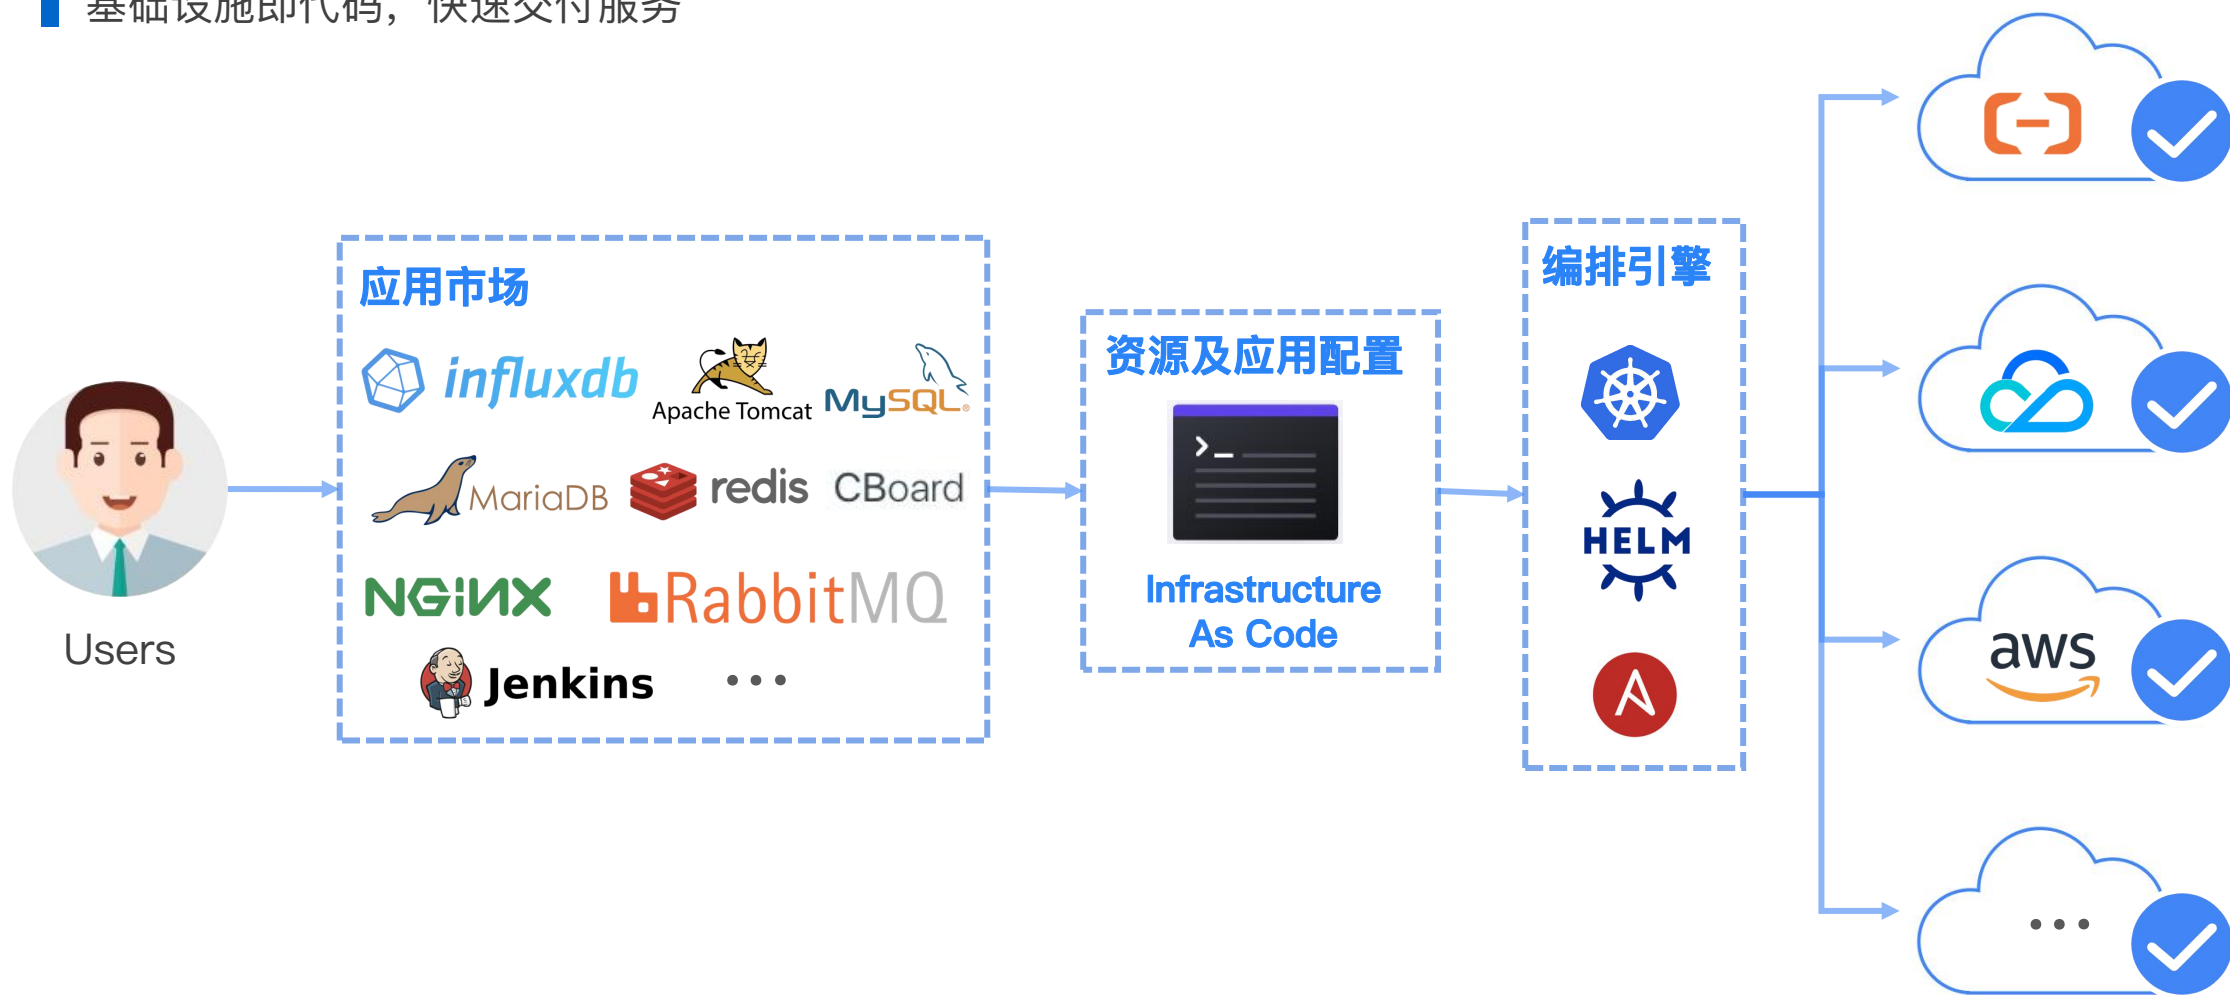 基础设施即代码，快速交付服务
应用市场
influxdb
Apache Tomcat
MySQL®
MariaDB
redis
CBoard
NGiNX
RabbitMQ
Jenkins
...
Users
资源及应用配置
Infrastructure
As Code
编排引擎
HELM
A
aws
...